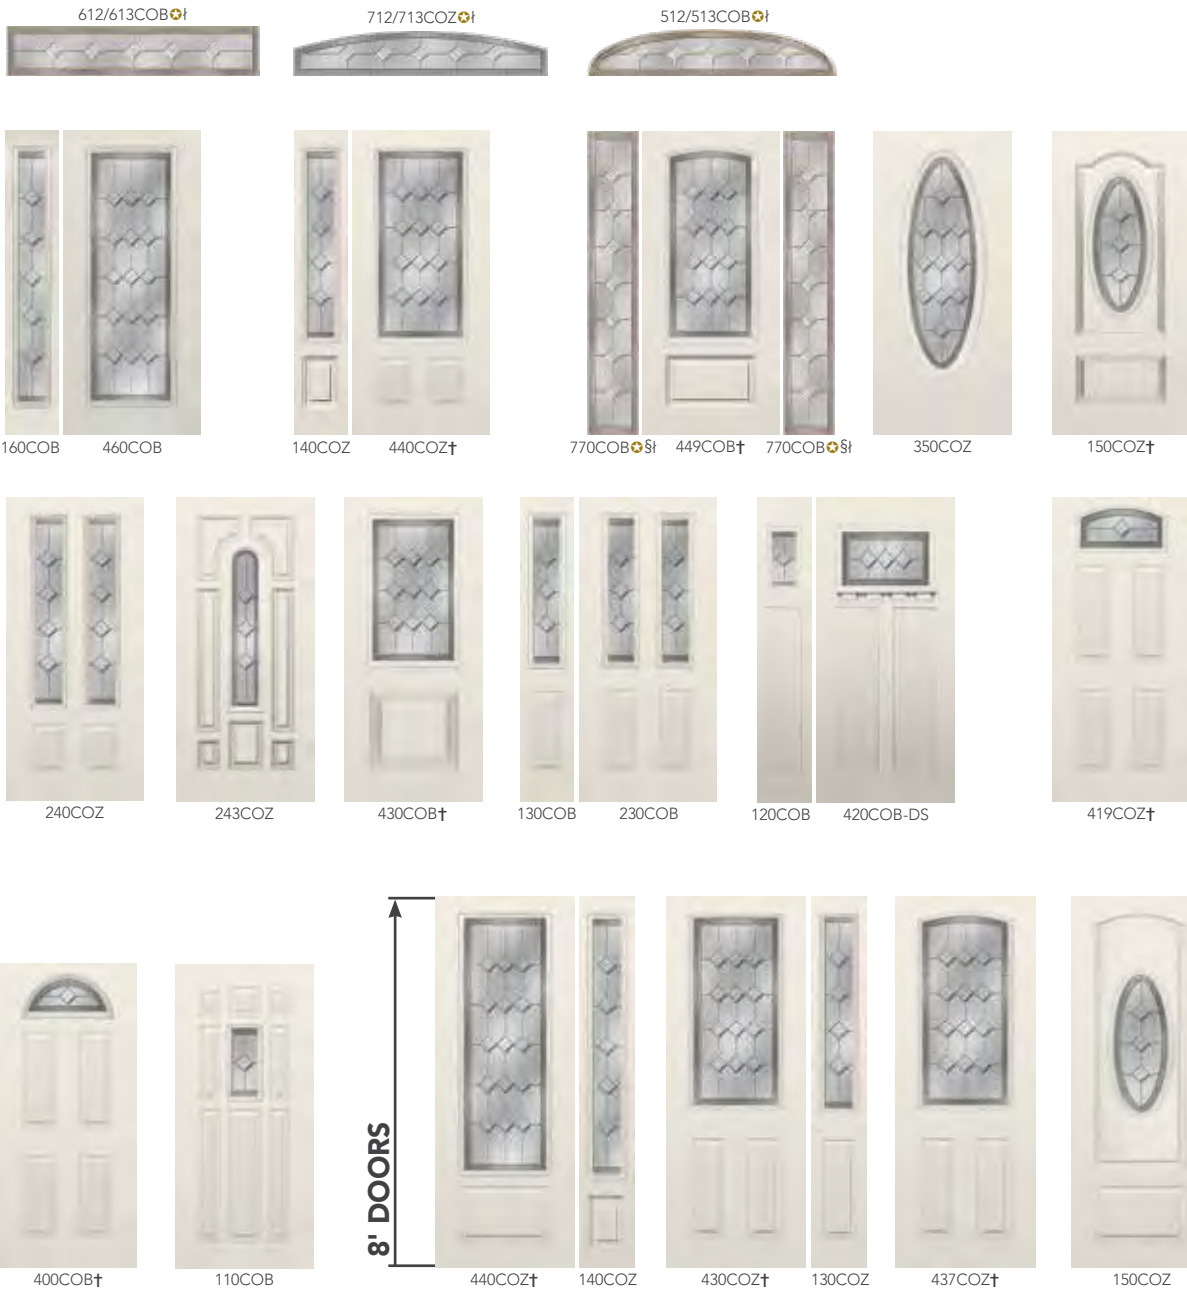 612/613COB✪ł
712/713COZ✪ł
512/513COB✪ł
160COB
460COB
140COZ
440COZ†
770COB✪§ł
449COB†
770COB✪§ł
350COZ
150COZ†
240COZ
243COZ
430COB†
130COB
230COB
120COB
420COB-DS
419COZ†
400COB†
110COB
8' DOORS
440COZ†
140COZ
430COZ†
130COZ
437COZ†
150COZ